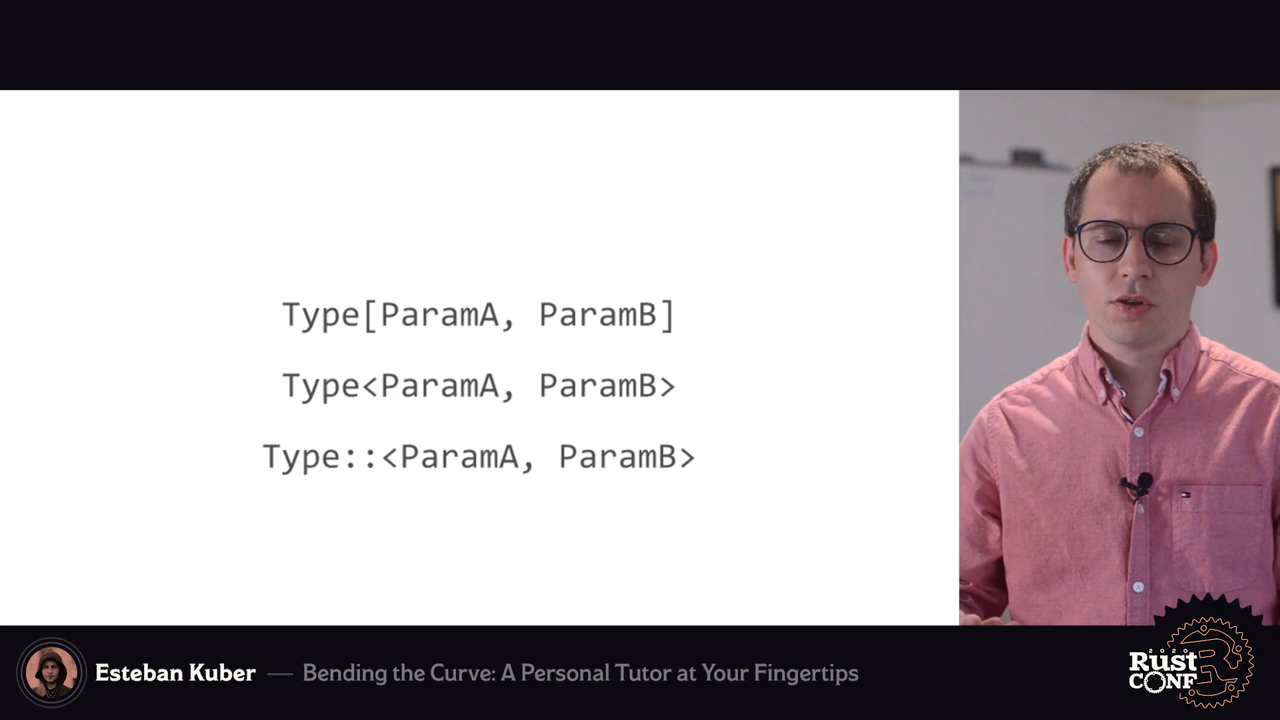 Type[ParamA, ParamB]
Type<ParamA, ParamB>
Type::<ParamA, ParamB>
Esteban Kuber — Bending the Curve: A Personal Tutor at Your Fingertips
2020
Rust
CONF